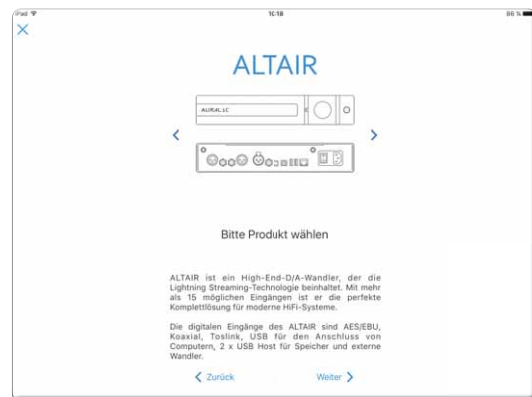 iPad
16:18
86 %
ALTAIR
AURALiC
Bitte Produkt wählen
ALTAIR ist ein High-End-D/A-Wandler, der die
Lightning Streaming-Technologie beinhaltet. Mit mehr
als 15 möglichen Eingängen ist er die perfekte
Komplettlösung für moderne HiFi-Systeme.
Die digitalen Eingänge des ALTAIR sind AES/EBU,
Koaxial, Toslink, USB für den Anschluss von
Computern, 2 x USB Host für Speicher und externe
Wandler.
Zurück
Weiter